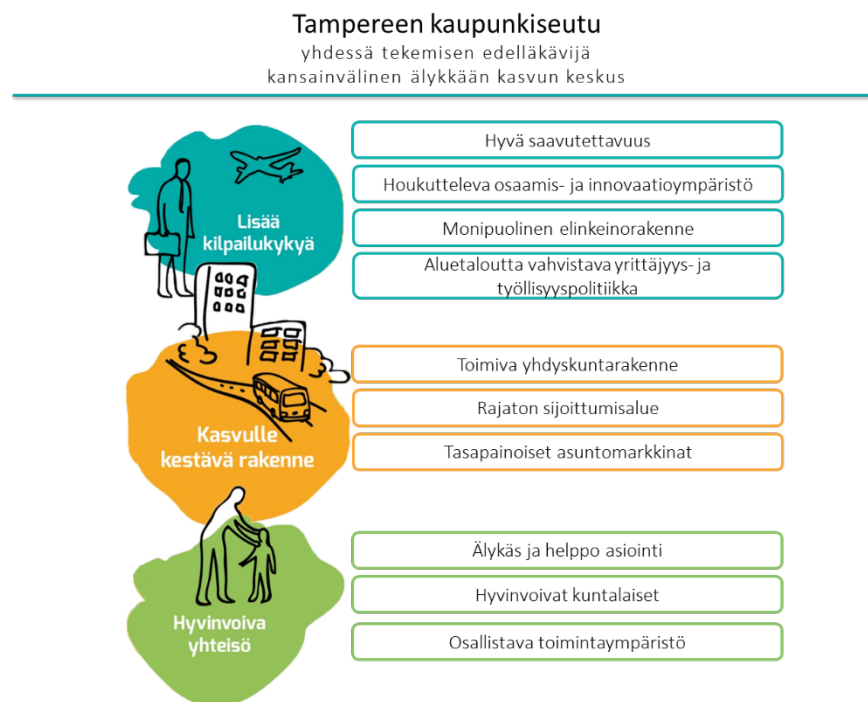 Tampereen kaupunkiseutu
yhdessä tekemisen edelläkävijä
kansainvälinen älykkään kasvun keskus
Lisää
kilpailukykyä
Hyvä saavutettavuus
Houkutteleva osaamis- ja innovaatioympäristö
Monipuolinen elinkeinorakenne
Aluetaloutta vahvistava yrittäjyys- ja
työllisyyspolitiikka
Kasvulle
kestävä rakenne
Toimiva yhdyskuntarakenne
Rajaton sijoittumisalue
Tasapainoiset asuntomarkkinat
Hyvinvoiva
yhteisö
Älykäs ja helppo asiointi
Hyvinvoivat kuntalaiset
Osallistava toimintaympäristö